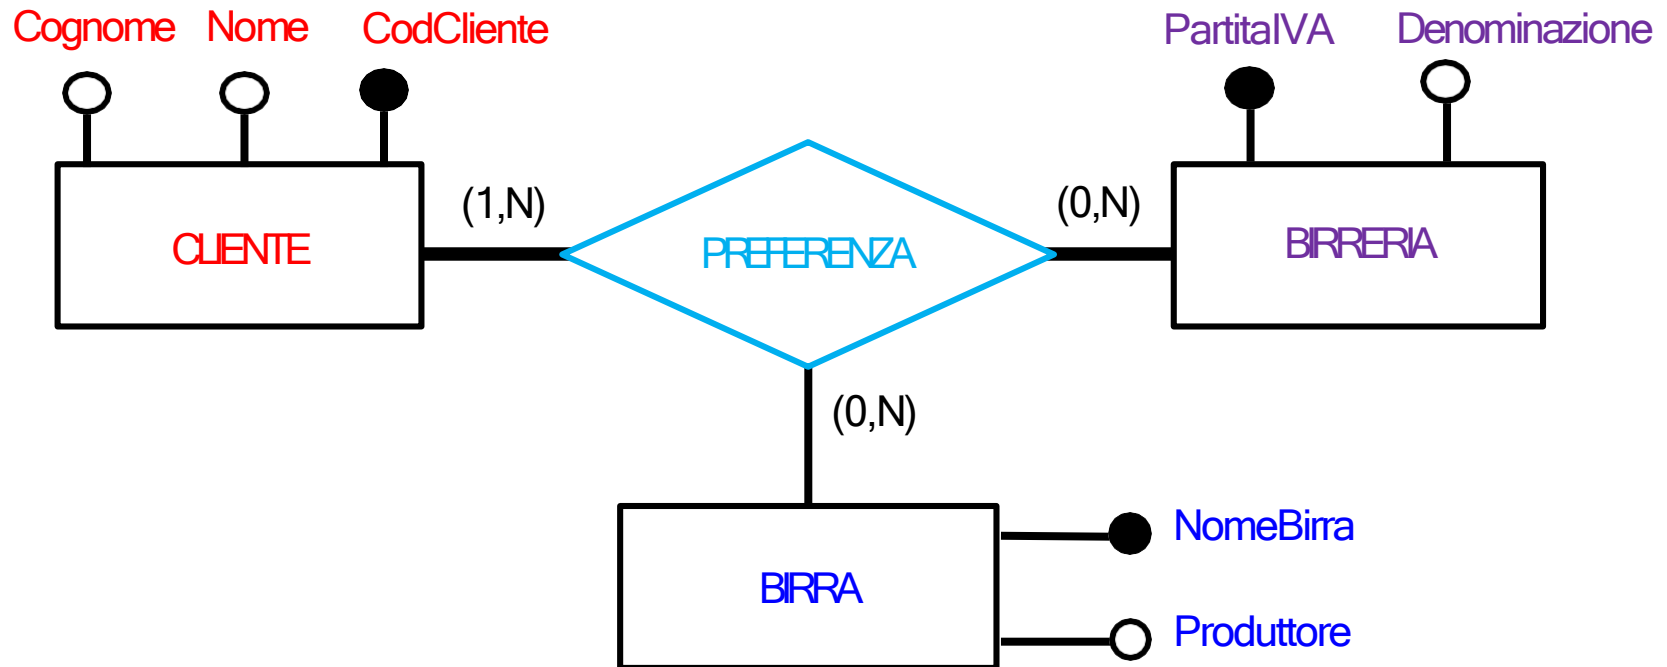 Cognome Nome CodCliente PartitaIVA Denominazione
(1,N) (0,N)
CLIENTE PREFERENZA BIRRERIA
(0,N)
NomeBirra
BIRRA
Produttore